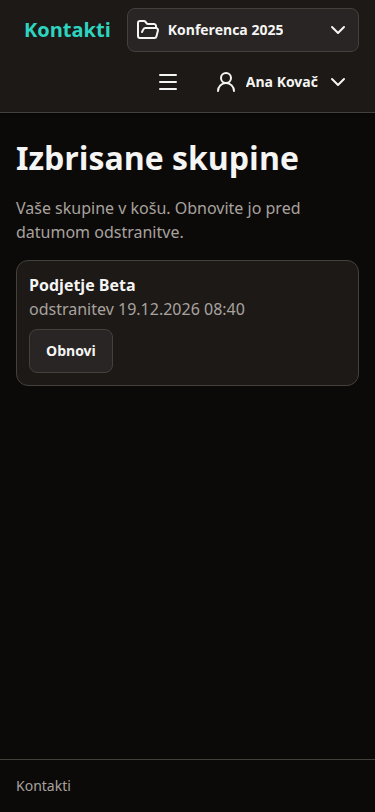 Kontakti
Konferenca 2025
Ana Kovač
Izbrisane skupine
Vaše skupine v košu. Obnovite jo pred
datumom odstranitve.
Podjetje Beta
odstranitev 19.12.2026 08:40
Obnovi
Kontakti